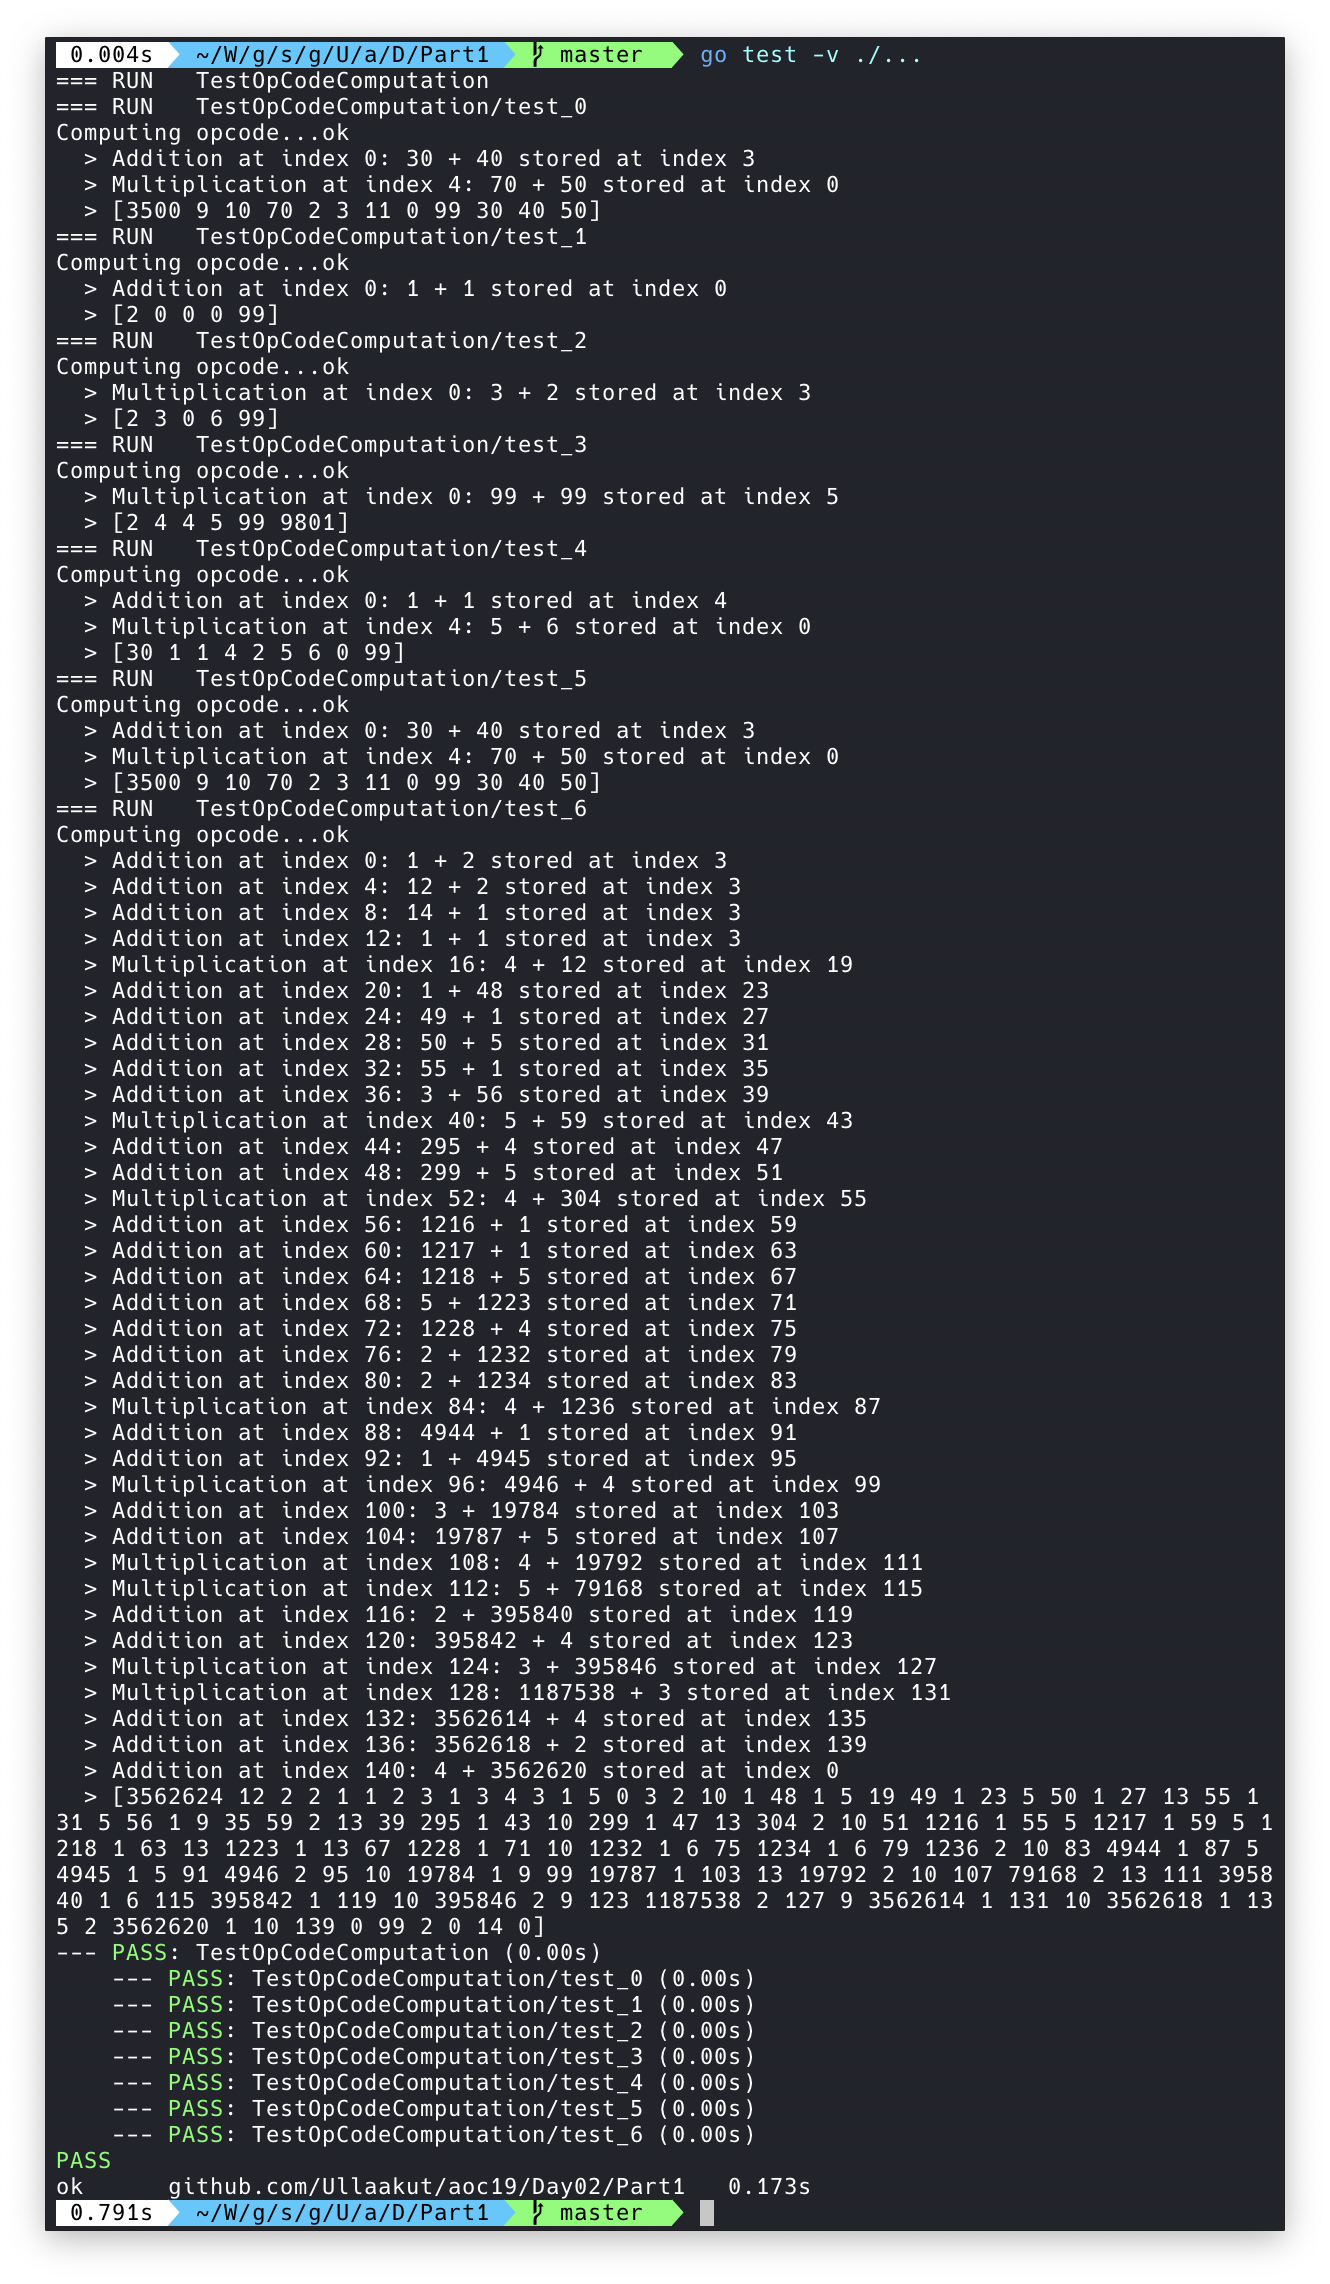 0.004s ~/W/g/s/g/U/a/D/Part1 master go test -v ./...
=== RUN   TestOpCodeComputation
=== RUN   TestOpCodeComputation/test_0
Computing opcode...ok
  > Addition at index 0: 30 + 40 stored at index 3
  > Multiplication at index 4: 70 + 50 stored at index 0
  > [3500 9 10 70 2 3 11 0 99 30 40 50]
=== RUN   TestOpCodeComputation/test_1
Computing opcode...ok
  > Addition at index 0: 1 + 1 stored at index 0
  > [2 0 0 0 99]
=== RUN   TestOpCodeComputation/test_2
Computing opcode...ok
  > Multiplication at index 0: 3 + 2 stored at index 3
  > [2 3 0 6 99]
=== RUN   TestOpCodeComputation/test_3
Computing opcode...ok
  > Multiplication at index 0: 99 + 99 stored at index 5
  > [2 4 4 5 99 9801]
=== RUN   TestOpCodeComputation/test_4
Computing opcode...ok
  > Addition at index 0: 1 + 1 stored at index 4
  > Multiplication at index 4: 5 + 6 stored at index 0
  > [30 1 1 4 2 5 6 0 99]
=== RUN   TestOpCodeComputation/test_5
Computing opcode...ok
  > Addition at index 0: 30 + 40 stored at index 3
  > Multiplication at index 4: 70 + 50 stored at index 0
  > [3500 9 10 70 2 3 11 0 99 30 40 50]
=== RUN   TestOpCodeComputation/test_6
Computing opcode...ok
  > Addition at index 0: 1 + 2 stored at index 3
  > Addition at index 4: 12 + 2 stored at index 3
  > Addition at index 8: 14 + 1 stored at index 3
  > Addition at index 12: 1 + 1 stored at index 3
  > Multiplication at index 16: 4 + 12 stored at index 19
  > Addition at index 20: 1 + 48 stored at index 23
  > Addition at index 24: 49 + 1 stored at index 27
  > Addition at index 28: 50 + 5 stored at index 31
  > Addition at index 32: 55 + 1 stored at index 35
  > Addition at index 36: 3 + 56 stored at index 39
  > Multiplication at index 40: 5 + 59 stored at index 43
  > Addition at index 44: 295 + 4 stored at index 47
  > Addition at index 48: 299 + 5 stored at index 51
  > Multiplication at index 52: 4 + 304 stored at index 55
  > Addition at index 56: 1216 + 1 stored at index 59
  > Addition at index 60: 1217 + 1 stored at index 63
  > Addition at index 64: 1218 + 5 stored at index 67
  > Addition at index 68: 5 + 1223 stored at index 71
  > Addition at index 72: 1228 + 4 stored at index 75
  > Addition at index 76: 2 + 1232 stored at index 79
  > Addition at index 80: 2 + 1234 stored at index 83
  > Multiplication at index 84: 4 + 1236 stored at index 87
  > Addition at index 88: 4944 + 1 stored at index 91
  > Addition at index 92: 1 + 4945 stored at index 95
  > Multiplication at index 96: 4946 + 4 stored at index 99
  > Addition at index 100: 3 + 19784 stored at index 103
  > Addition at index 104: 19787 + 5 stored at index 107
  > Multiplication at index 108: 4 + 19792 stored at index 111
  > Multiplication at index 112: 5 + 79168 stored at index 115
  > Addition at index 116: 2 + 395840 stored at index 119
  > Addition at index 120: 395842 + 4 stored at index 123
  > Multiplication at index 124: 3 + 395846 stored at index 127
  > Multiplication at index 128: 1187538 + 3 stored at index 131
  > Addition at index 132: 3562614 + 4 stored at index 135
  > Addition at index 136: 3562618 + 2 stored at index 139
  > Addition at index 140: 4 + 3562620 stored at index 0
  > [3562624 12 2 2 1 1 2 3 1 3 4 3 1 5 0 3 2 10 1 48 1 5 19 49 1 23 5 50 1 27 13 55 1
31 5 56 1 9 35 59 2 13 39 295 1 43 10 299 1 47 13 304 2 10 51 1216 1 55 5 1217 1 59 5 1
218 1 63 13 1223 1 13 67 1228 1 71 10 1232 1 6 75 1234 1 6 79 1236 2 10 83 4944 1 87 5
4945 1 5 91 4946 2 95 10 19784 1 9 99 19787 1 103 13 19792 2 10 107 79168 2 13 111 3958
40 1 6 115 395842 1 119 10 395846 2 9 123 1187538 2 127 9 3562614 1 131 10 3562618 1 13
5 2 3562620 1 10 139 0 99 2 0 14 0]
--- PASS: TestOpCodeComputation (0.00s)
    --- PASS: TestOpCodeComputation/test_0 (0.00s)
    --- PASS: TestOpCodeComputation/test_1 (0.00s)
    --- PASS: TestOpCodeComputation/test_2 (0.00s)
    --- PASS: TestOpCodeComputation/test_3 (0.00s)
    --- PASS: TestOpCodeComputation/test_4 (0.00s)
    --- PASS: TestOpCodeComputation/test_5 (0.00s)
    --- PASS: TestOpCodeComputation/test_6 (0.00s)
PASS
ok      github.com/Ullaakut/aoc19/Day02/Part1   0.173s
0.791s ~/W/g/s/g/U/a/D/Part1 master